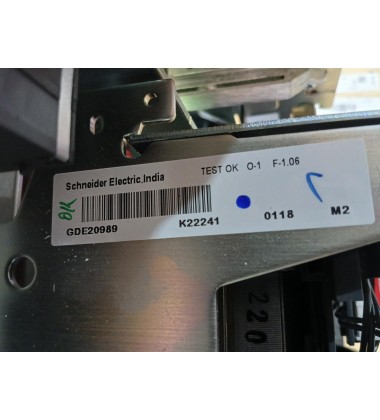 Schneider Electric,India TEST OK O-1 F-1.06
OK
GDE20989 K22241 0118 M2
220